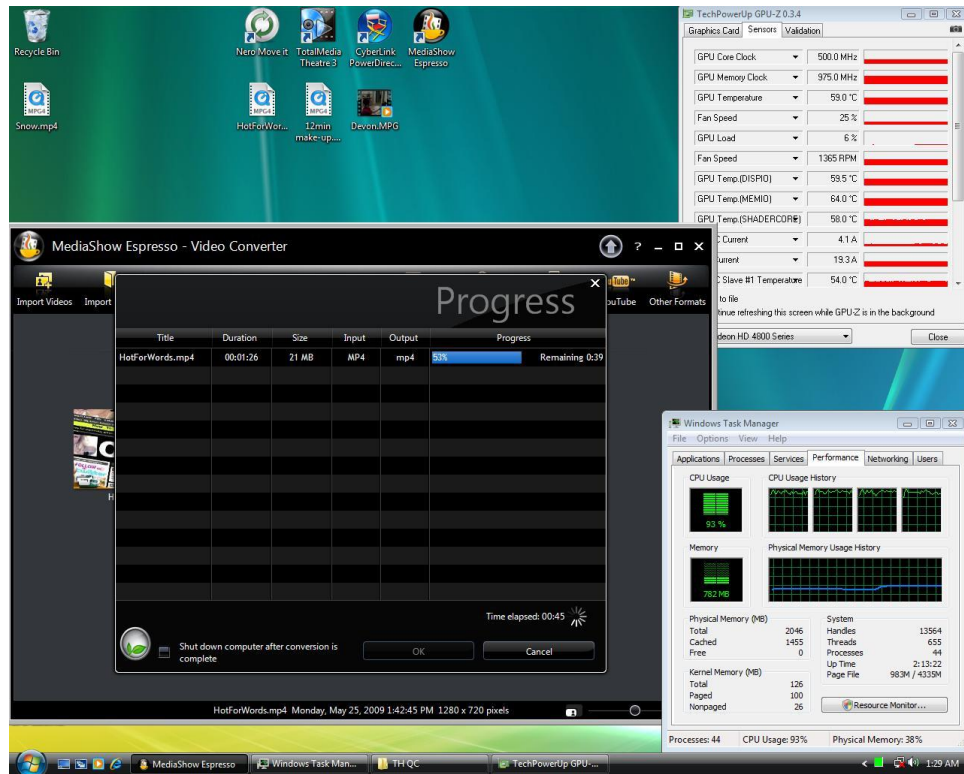 Recycle Bin
Nero Move it
TotalMedia Theatre 3
CyberLink PowerDirec...
MediaShow Espresso
Snow.mp4
HotForWor...
12min make-up....
Devon.MPG
TechPowerUp GPU-Z 0.3.4
Graphics Card Sensors Validation
GPU Core Clock 500.0 MHz
GPU Memory Clock 975.0 MHz
GPU Temperature 59.0 °C
Fan Speed 25 %
GPU Load 6 %
Fan Speed 1365 RPM
GPU Temp.(DISPIO) 59.5 °C
GPU Temp.(MEMIO) 64.0 °C
GPU Temp.(SHADERCORE) 58.0 °C
Current 4.1 A
19.3 A
C Slave #1 Temperature 54.0 °C
to file
tinue refreshing this screen while GPU-Z is in the background
deon HD 4800 Series Close
MediaShow Espresso - Video Converter
Import Videos Import ouTube Other Formats
Tube
Progress
Title Duration Size Input Output Progress
HotForWords.mp4 00:01:26 21 MB MP4 mp4 53% Remaining 0:39
Time elapsed: 00:45
Shut down computer after conversion is complete
OK Cancel
HotForWords.mp4 Monday, May 25, 2009 1:42:45 PM 1280 x 720 pixels
Windows Task Manager
File Options View Help
Applications Processes Services Performance Networking Users
CPU Usage CPU Usage History
93 %
Memory Physical Memory Usage History
782 MB
Physical Memory (MB) System
Total 2046 Handles 13564
Cached 1455 Threads 655
Free 0 Processes 44
Kernel Memory (MB) Up Time 2:13:22
Total 126 Page File 983M / 4335M
Paged 100
Nonpaged 26 Resource Monitor...
Processes: 44 CPU Usage: 93% Physical Memory: 38%
MediaShow Espresso Windows Task Man... TH QC TechPowerUp GPU-... 1:29 AM